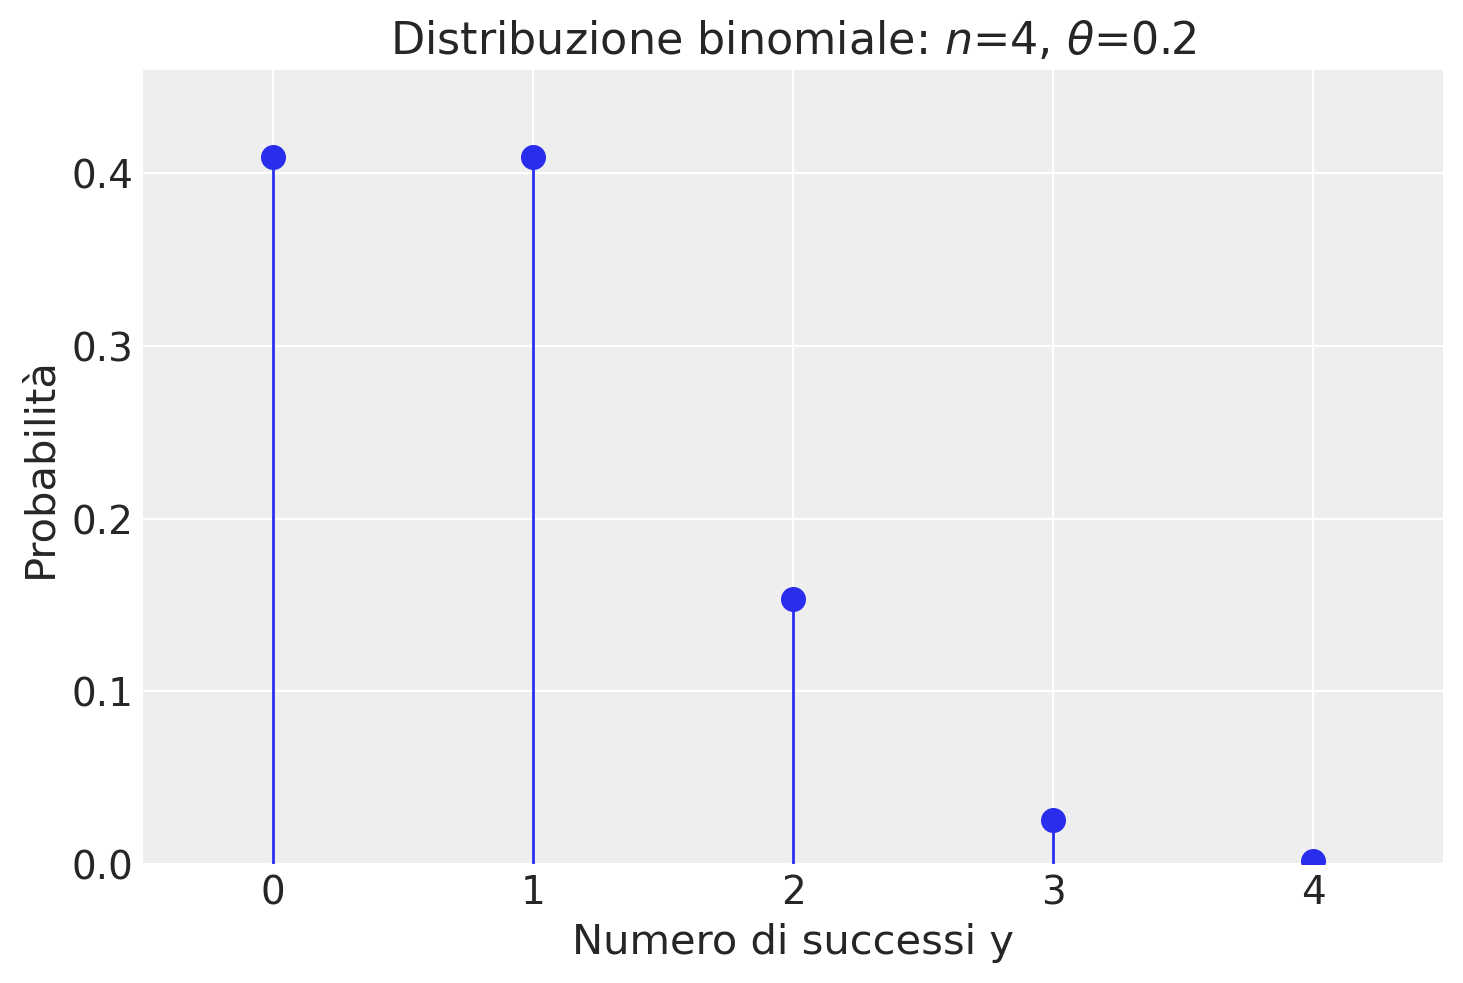 Distribuzione binomiale: n=4, θ=0.2
Probabilità
0.4
0.3
0.2
0.1
0.0
0 1 2 3 4
Numero di successi y